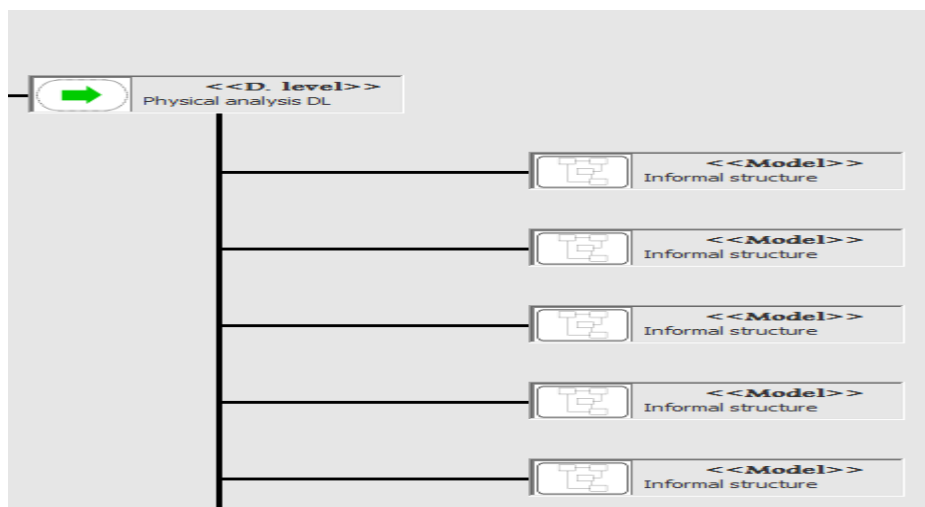 <<D. level>>
Physical analysis DL
<<Model>>
Informal structure
<<Model>>
Informal structure
<<Model>>
Informal structure
<<Model>>
Informal structure
<<Model>>
Informal structure